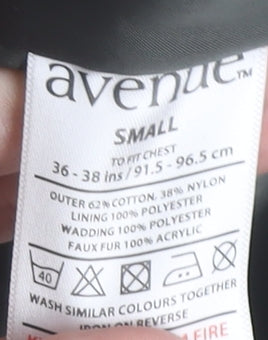 avenue™
SMALL
TO FIT CHEST
36 - 38 ins / 91.5 - 96.5 cm
OUTER 62% COTTON, 38% NYLON
LINING 100% POLYESTER
WADDING 100% POLYESTER
FAUX FUR 100% ACRYLIC
40
WASH SIMILAR COLOURS TOGETHER
IRON ON REVERSE
FIRE